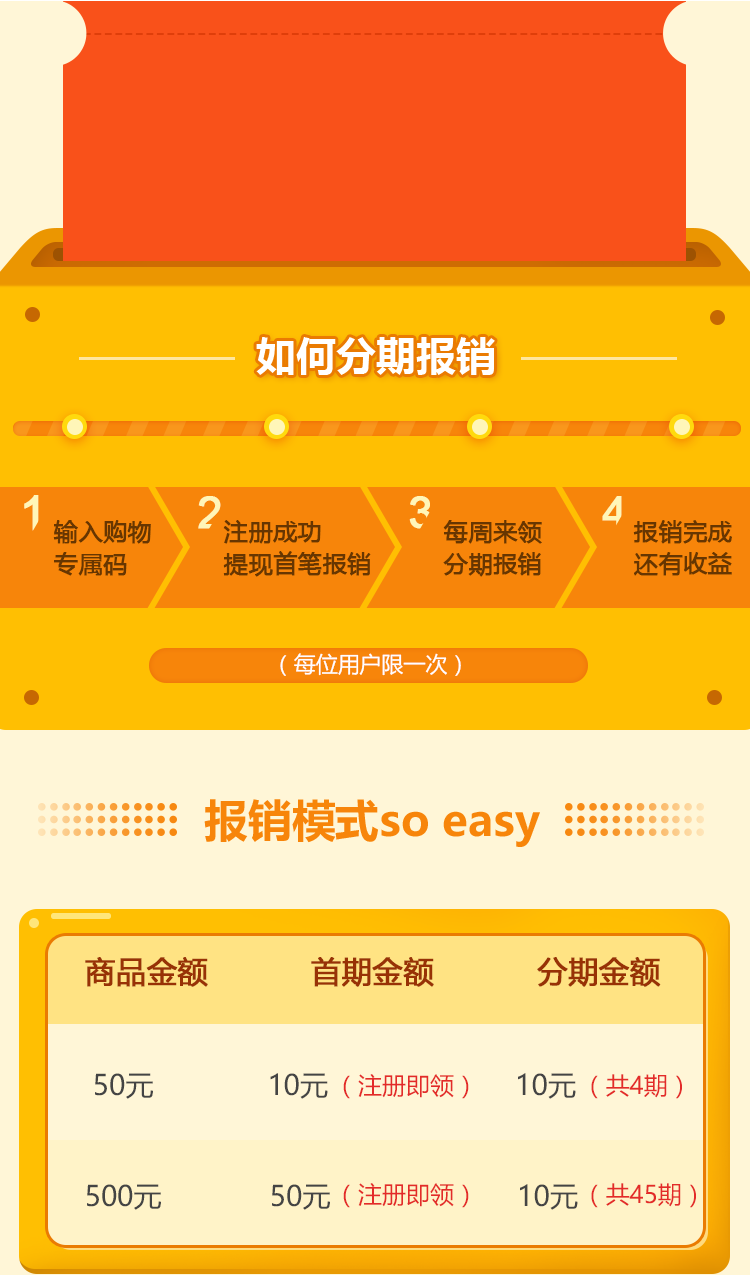 如何分期报销
1 输入购物
专属码
2 注册成功
提现首笔报销
3 每周来领
分期报销
4 报销完成
还有收益
(每位用户限一次)
报销模式so easy
商品金额 首期金额 分期金额
50元 10元(注册即领) 10元(共4期)
500元 50元(注册即领) 10元(共45期)